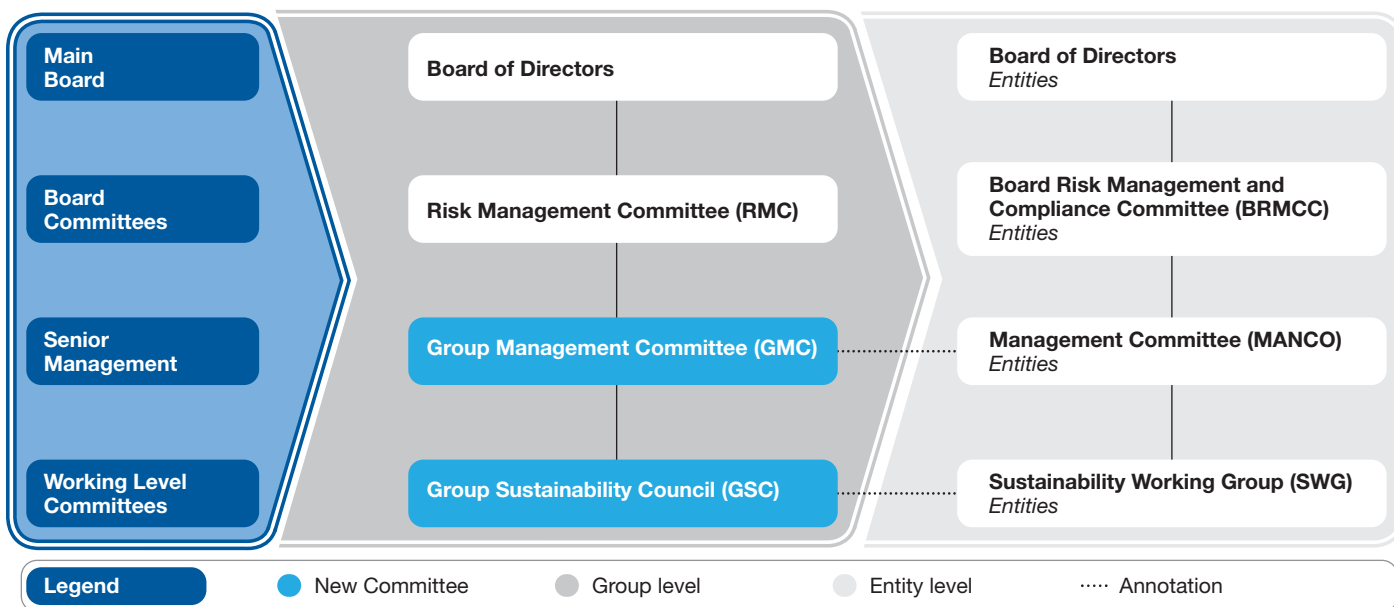 Main
Board
Board of Directors
Board of Directors
Entities
Board
Committees
Risk Management Committee (RMC)
Board Risk Management and
Compliance Committee (BRMCC)
Entities
Senior
Management
Group Management Committee (GMC)
Management Committee (MANCO)
Entities
Working Level
Committees
Group Sustainability Council (GSC)
Sustainability Working Group (SWG)
Entities
Legend
New Committee
Group level
Entity level
Annotation